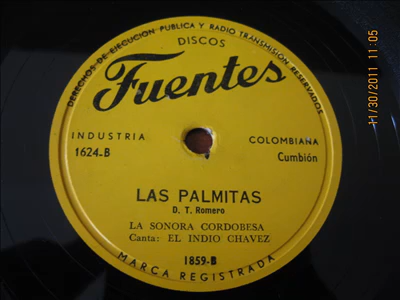 DERECHOS DE EJECUCION PUBLICA Y RADIO TRANSMISION RESERVADOS
DISCOS
Fuentes
INDUSTRIA COLOMBIANA
1624-B Cumbión
LAS PALMITAS
D. T. Romero
LA SONORA CORDOBESA
Canta: EL INDIO CHAVEZ
1859-B
MARCA REGISTRADA
11/30/2011 11:05